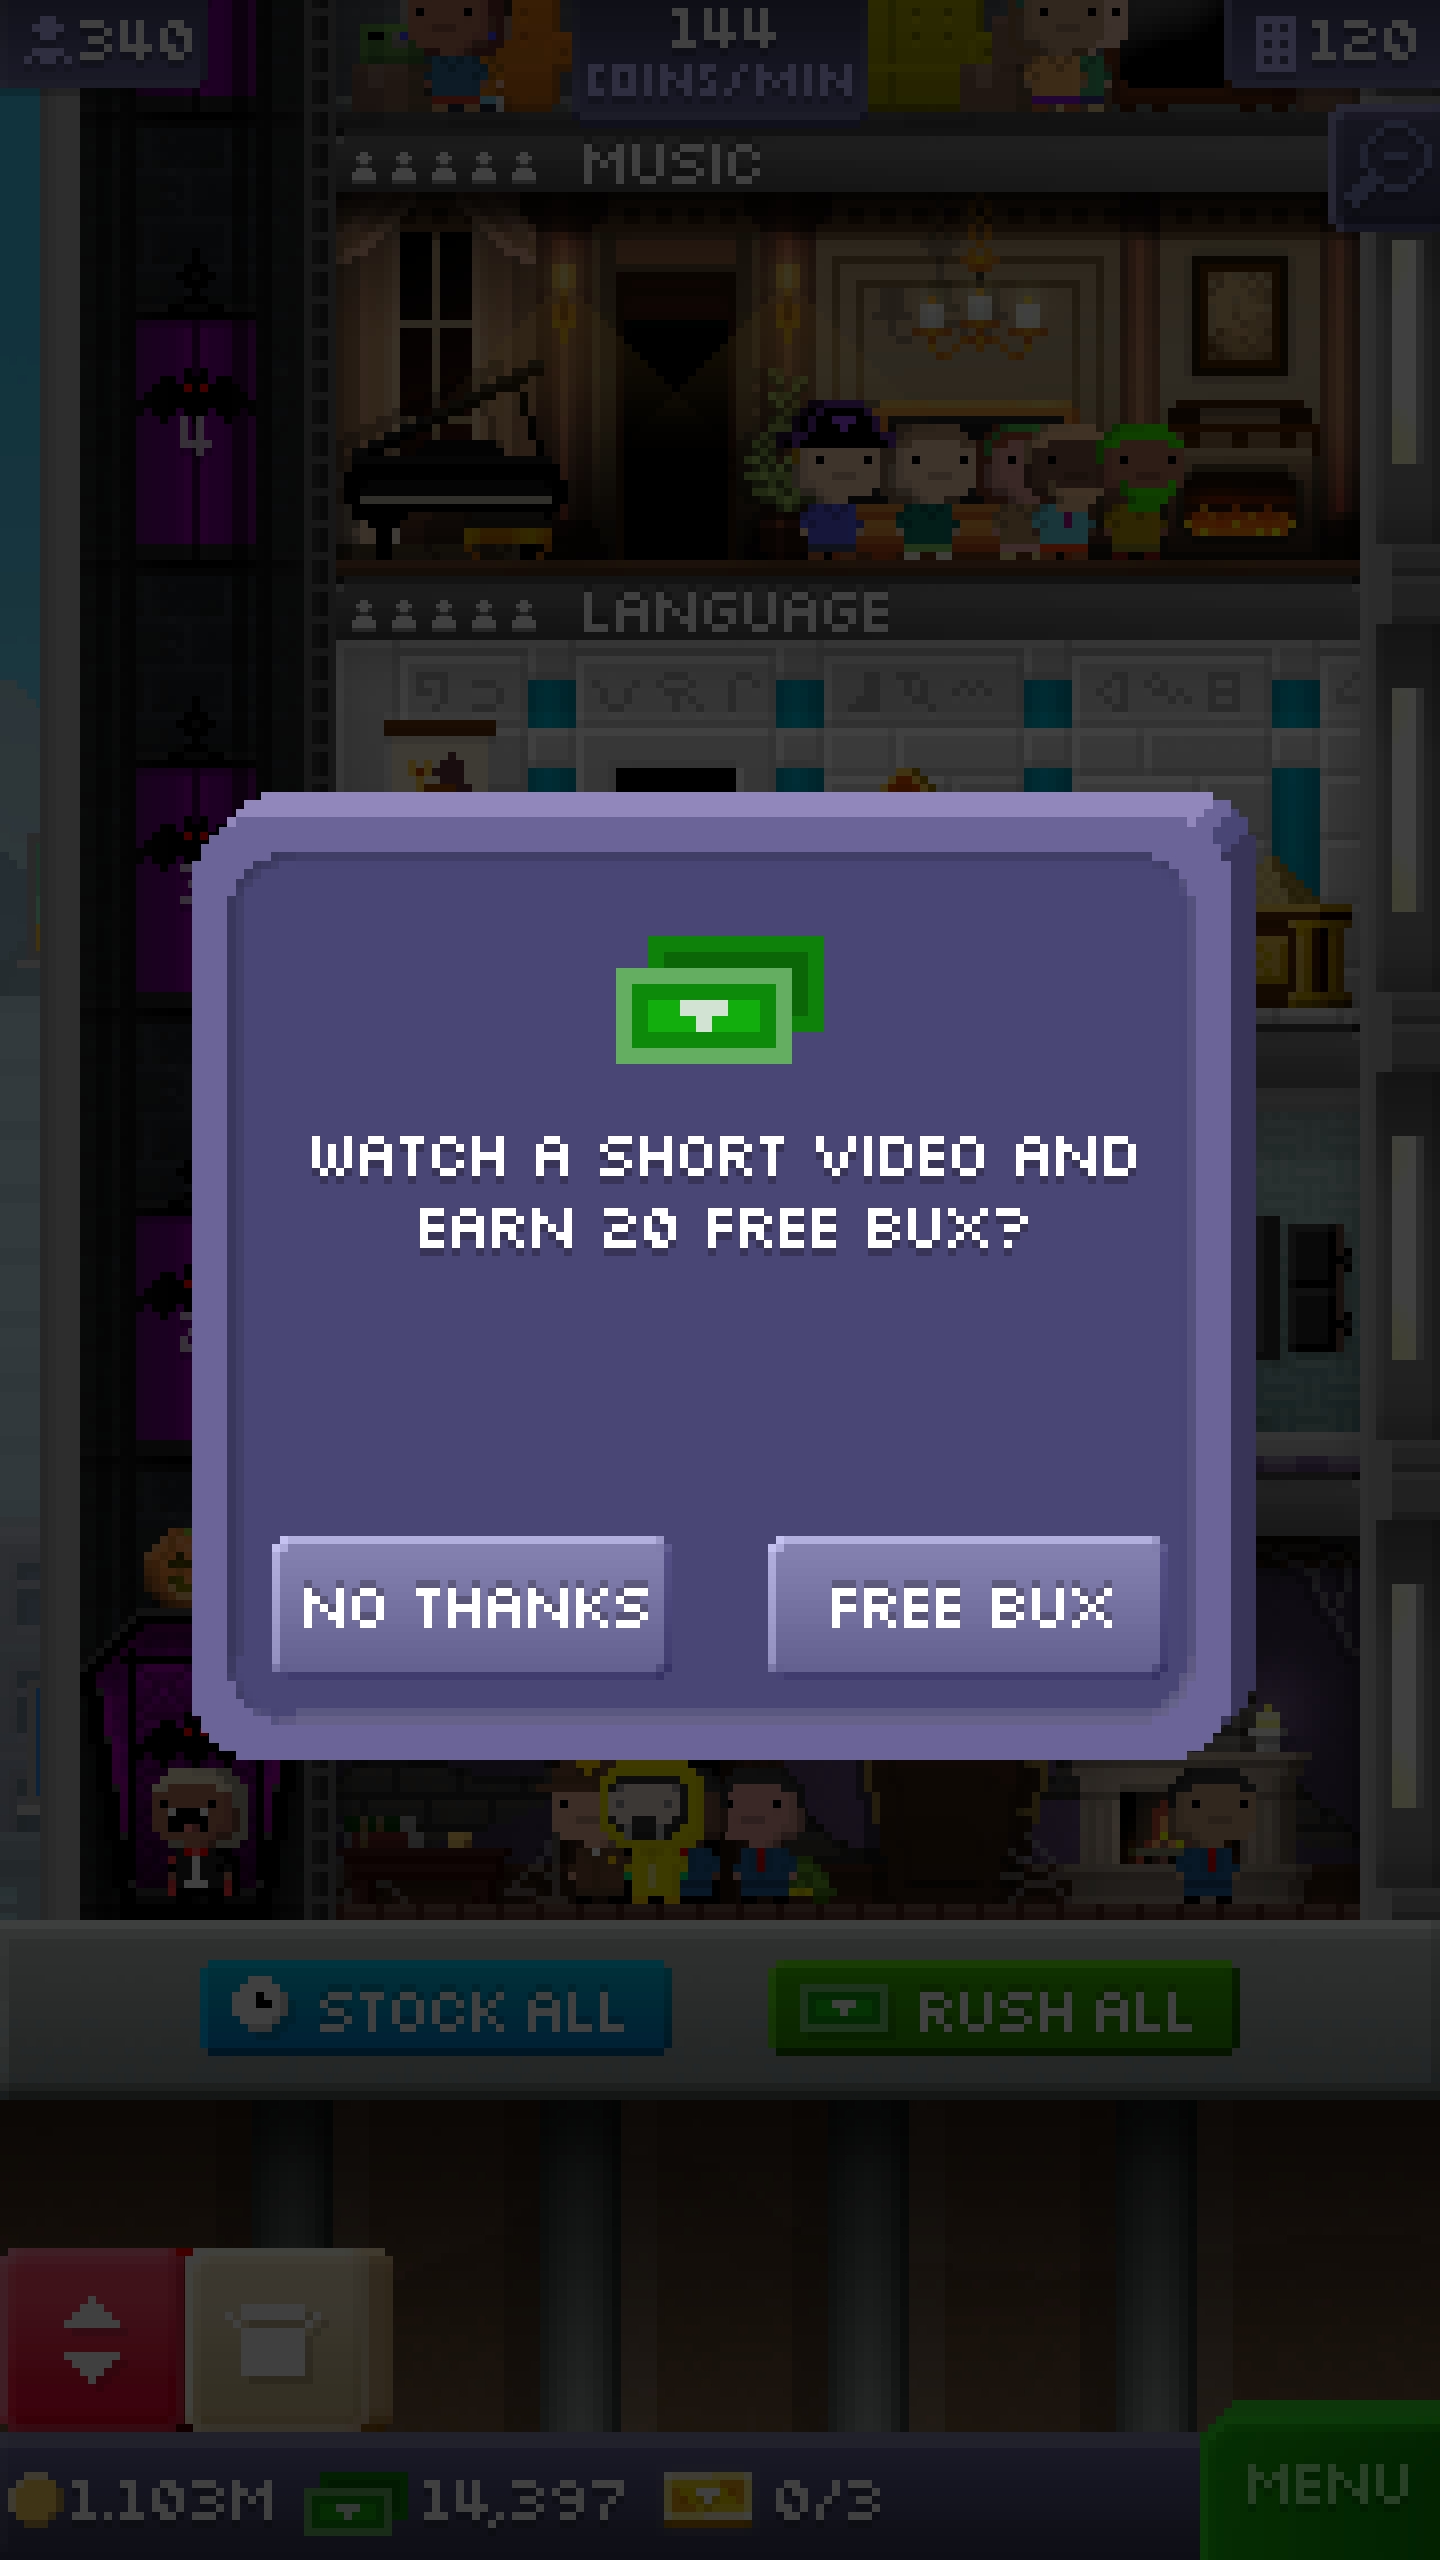 340
144
COINS/MIN
120
MUSIC
4
LANGUAGE
WATCH A SHORT VIDEO AND
EARN 20 FREE BUX?
NO THANKS
FREE BUX
STOCK ALL
RUSH ALL
1.103M
14,397
0/3
MENU